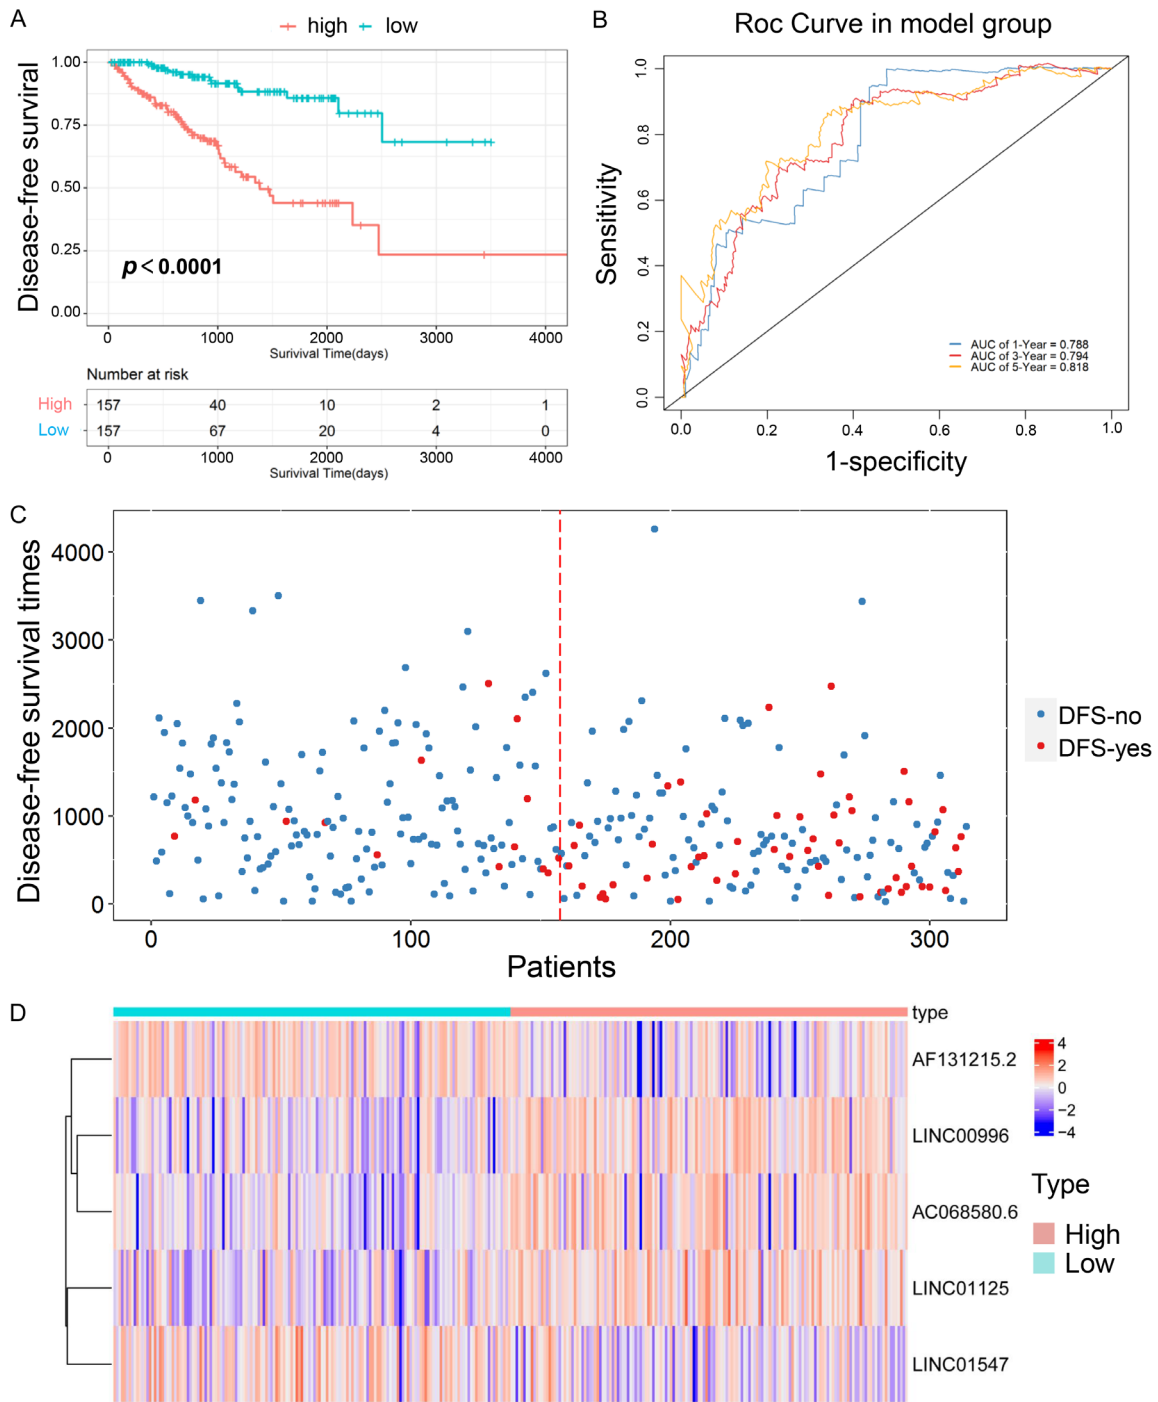 A
high low
Disease-free survival
1.00
0.75
0.50
0.25
0.00
p < 0.0001
0 1000 2000 3000 4000
Surivival Time(days)
Number at risk
High 157 40 10 2 1
Low 157 67 20 4 0
0 1000 2000 3000 4000
Surivival Time(days)
B
Roc Curve in model group
Sensitivity
1.0
0.8
0.6
0.4
0.2
0.0
AUC of 1-Year = 0.788
AUC of 3-Year = 0.794
AUC of 5-Year = 0.818
0.0 0.2 0.4 0.6 0.8 1.0
1-specificity
C
Disease-free survival times
4000
3000
2000
1000
0
0 100 200 300
Patients
DFS-no
DFS-yes
D
type
AF131215.2
LINC00996
AC068580.6
LINC01125
LINC01547
4
2
0
−2
−4
Type
High
Low